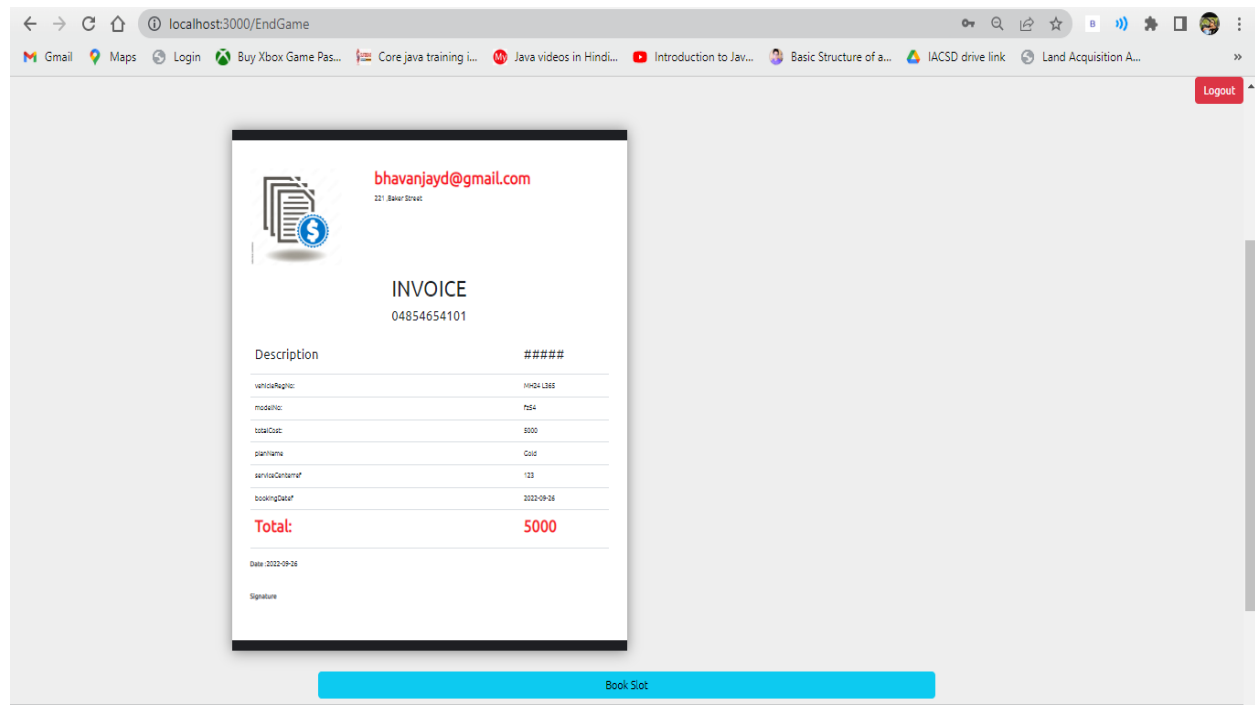 localhost:3000/EndGame
Gmail Maps Login Buy Xbox Game Pas... Core java training i... Java videos in Hindi... Introduction to Jav... Basic Structure of a... IACSD drive link Land Acquisition A... »
Logout
bhavanjayd@gmail.com
221 ,Baker Street
INVOICE
04854654101
Description #####
vehicleRegNo: MH24 L365
modelNo: fz54
totalCost: 5000
planName Gold
serviceCenterref 123
bookingDate* 2022-09-26
Total: 5000
Date :2022-09-26
Signature
Book Slot